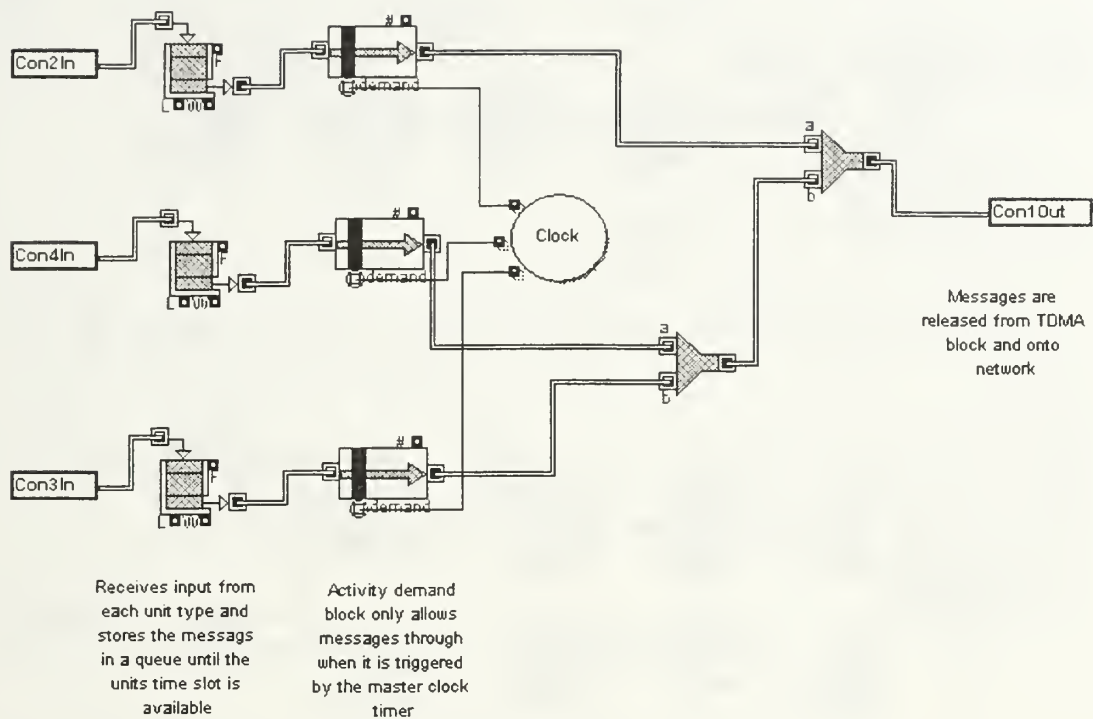 #
Con2In
F
L
W
demand
a
b
Con1Out
#
Clock
Con4In
F
L
W
demand
Messages are
released from TDMA
block and onto
network
a
b
#
Con3In
F
L
W
demand
Receives input from
each unit type and
stores the messags
in a queue until the
units time slot is
available
Activity demand
block only allows
messages through
when it is triggered
by the master clock
timer